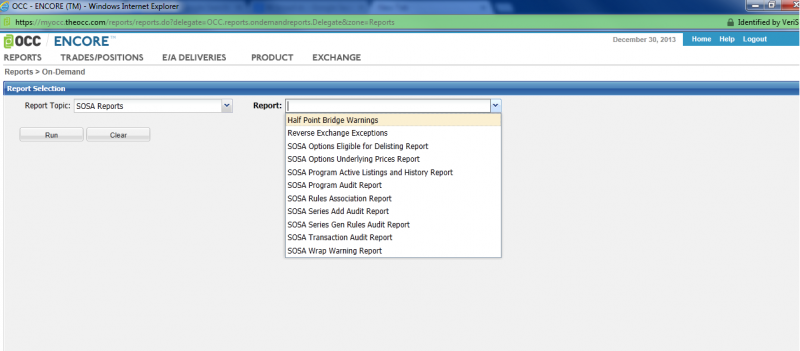 OCC - ENCORE (TM) - Windows Internet Explorer
https://myocc.theocc.com/reports/reports.do?delegate=OCC.reports.ondemandreports.Delegate&zone=Reports Identified by VeriS
OCC ENCORE™ December 30, 2013 Home Help Logout
REPORTS TRADES/POSITIONS E/A DELIVERIES PRODUCT EXCHANGE
Reports > On-Demand
Report Selection
Report Topic: SOSA Reports Report:
Run Clear
Half Point Bridge Warnings
Reverse Exchange Exceptions
SOSA Options Eligible for Delisting Report
SOSA Options Underlying Prices Report
SOSA Program Active Listings and History Report
SOSA Program Audit Report
SOSA Rules Association Report
SOSA Series Add Audit Report
SOSA Series Gen Rules Audit Report
SOSA Transaction Audit Report
SOSA Wrap Warning Report